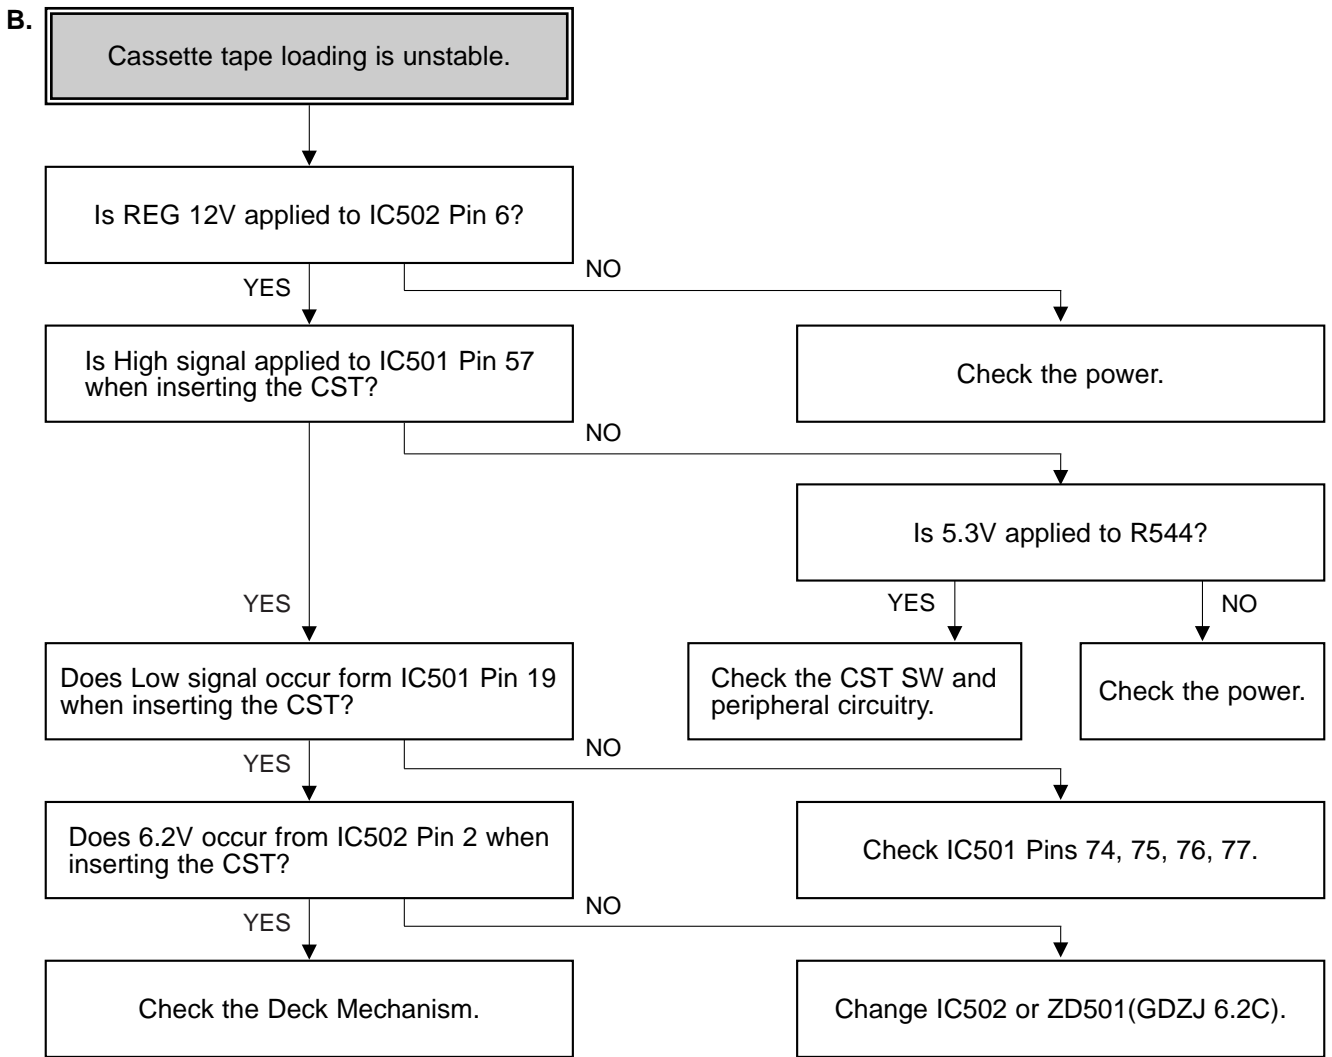 B.
Cassette tape loading is unstable.
Is REG 12V applied to IC502 Pin 6?
NO
YES
Is High signal applied to IC501 Pin 57
when inserting the CST?
Check the power.
NO
Is 5.3V applied to R544?
YES
YES
NO
Does Low signal occur form IC501 Pin 19
when inserting the CST?
Check the CST SW and
peripheral circuitry.
Check the power.
NO
YES
Does 6.2V occur from IC502 Pin 2 when
inserting the CST?
Check IC501 Pins 74, 75, 76, 77.
NO
YES
Check the Deck Mechanism.
Change IC502 or ZD501(GDZJ 6.2C).